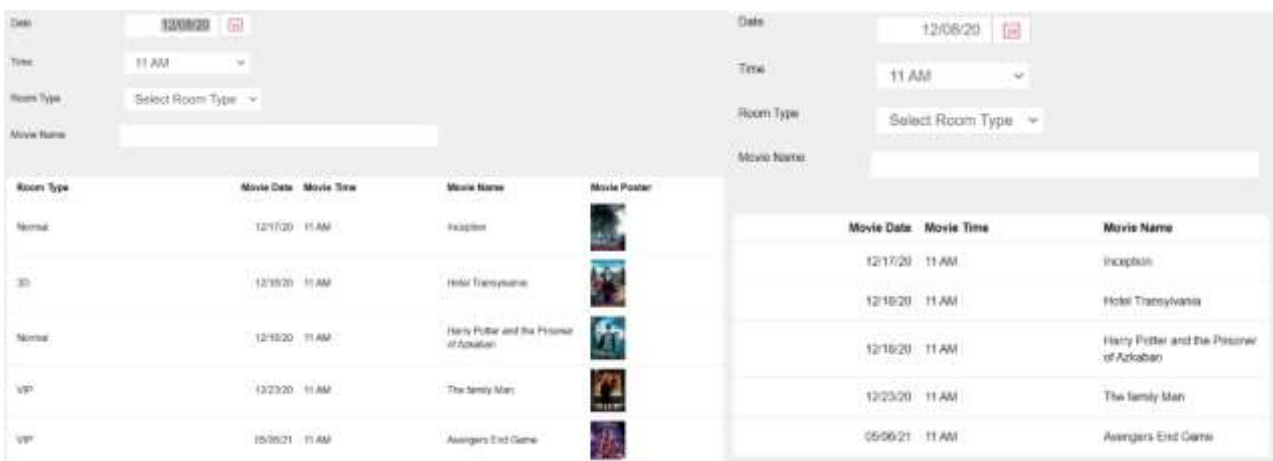 Date 12/08/20
Time 11 AM
Room Type Select Room Type
Movie Name
Room Type Movie Date Movie Time Movie Name Movie Poster
Normal 12/17/20 11 AM Inception
3D 12/18/20 11 AM Hotel Transylvania
Normal 12/18/20 11 AM Harry Potter and the Prisoner
of Azkaban
VIP 12/23/20 11 AM The family Man
VIP 05/06/21 11 AM Avengers End Game
Date 12/08/20
Time 11 AM
Room Type Select Room Type
Movie Name
Movie Date Movie Time Movie Name
12/17/20 11 AM Inception
12/18/20 11 AM Hotel Transylvania
12/18/20 11 AM Harry Potter and the Prisoner
of Azkaban
12/23/20 11 AM The family Man
05/06/21 11 AM Avengers End Game